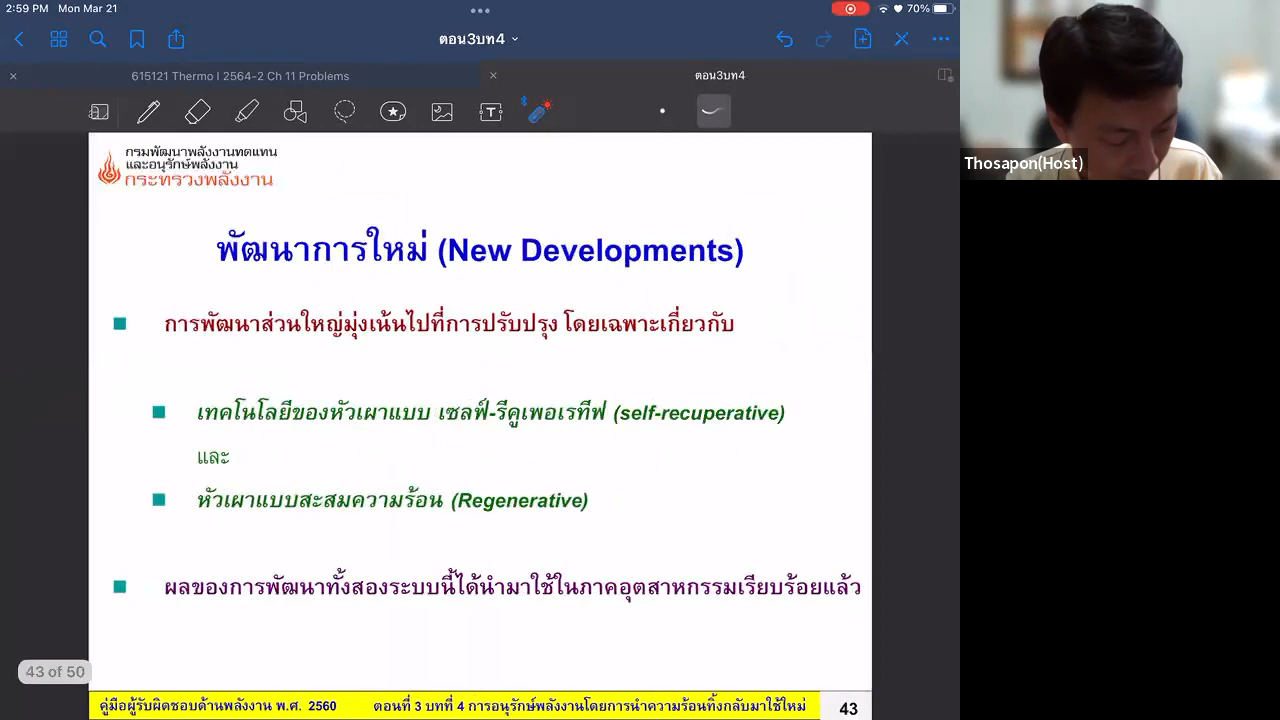 2:59 PM Mon Mar 21
70%
ตอน3บท4
615121 Thermo I 2564-2 Ch 11 Problems
ตอน3บท4
T
Thosapon(Host)
กรมพัฒนาพลังงานทดแทน
และอนุรักษ์พลังงาน
กระทรวงพลังงาน
พัฒนาการใหม่ (New Developments)
การพัฒนาส่วนใหญ่มุ่งเน้นไปที่การปรับปรุง โดยเฉพาะเกี่ยวกับ
เทคโนโลยีของหัวเผาแบบ เซลฟ์-รีคูเพอเรทีฟ (self-recuperative)
และ
หัวเผาแบบสะสมความร้อน (Regenerative)
ผลของการพัฒนาทั้งสองระบบนี้ได้นำมาใช้ในภาคอุตสาหกรรมเรียบร้อยแล้ว
43 of 50
คู่มือผู้รับผิดชอบด้านพลังงาน พ.ศ. 2560 ตอนที่ 3 บทที่ 4 การอนุรักษ์พลังงานโดยการนำความร้อนทิ้งกลับมาใช้ใหม่ 43